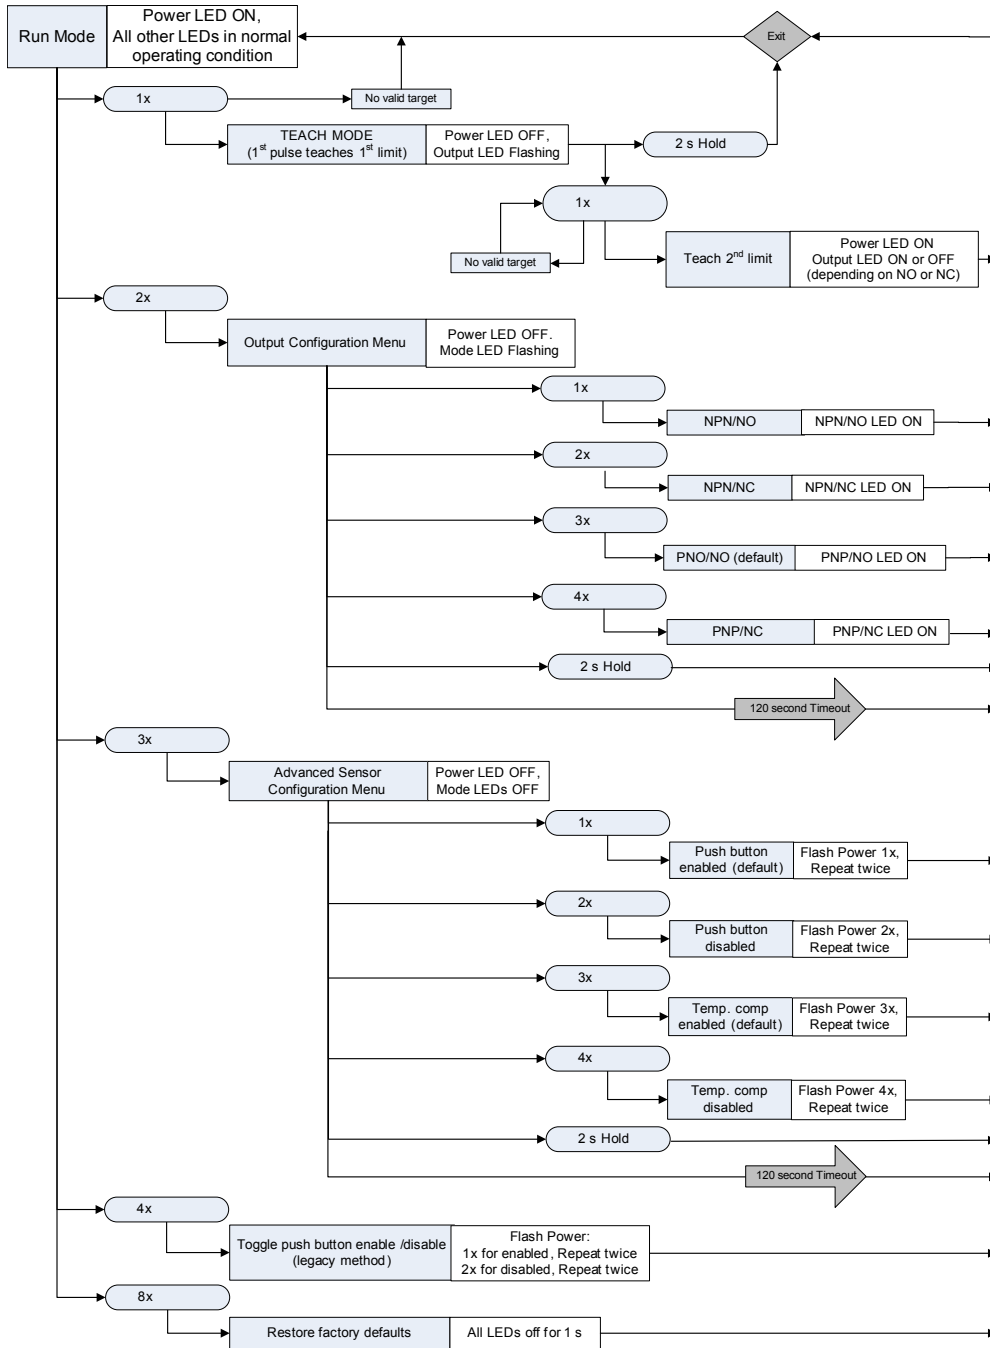 Run Mode
Power LED ON,
All other LEDs in normal
operating condition
Exit
1x
No valid target
TEACH MODE
(1st pulse teaches 1st limit)
Power LED OFF,
Output LED Flashing
2 s Hold
1x
No valid target
Teach 2nd limit
Power LED ON
Output LED ON or OFF
(depending on NO or NC)
2x
Output Configuration Menu
Power LED OFF.
Mode LED Flashing
1x
NPN/NO
NPN/NO LED ON
2x
NPN/NC
NPN/NC LED ON
3x
PNO/NO (default)
PNP/NO LED ON
4x
PNP/NC
PNP/NC LED ON
2 s Hold
120 second Timeout
3x
Advanced Sensor
Configuration Menu
Power LED OFF,
Mode LEDs OFF
1x
Push button
enabled (default)
Flash Power 1x,
Repeat twice
2x
Push button
disabled
Flash Power 2x,
Repeat twice
3x
Temp. comp
enabled (default)
Flash Power 3x,
Repeat twice
4x
Temp. comp
disabled
Flash Power 4x,
Repeat twice
2 s Hold
120 second Timeout
4x
Toggle push button enable /disable
(legacy method)
Flash Power:
1x for enabled, Repeat twice
2x for disabled, Repeat twice
8x
Restore factory defaults
All LEDs off for 1 s